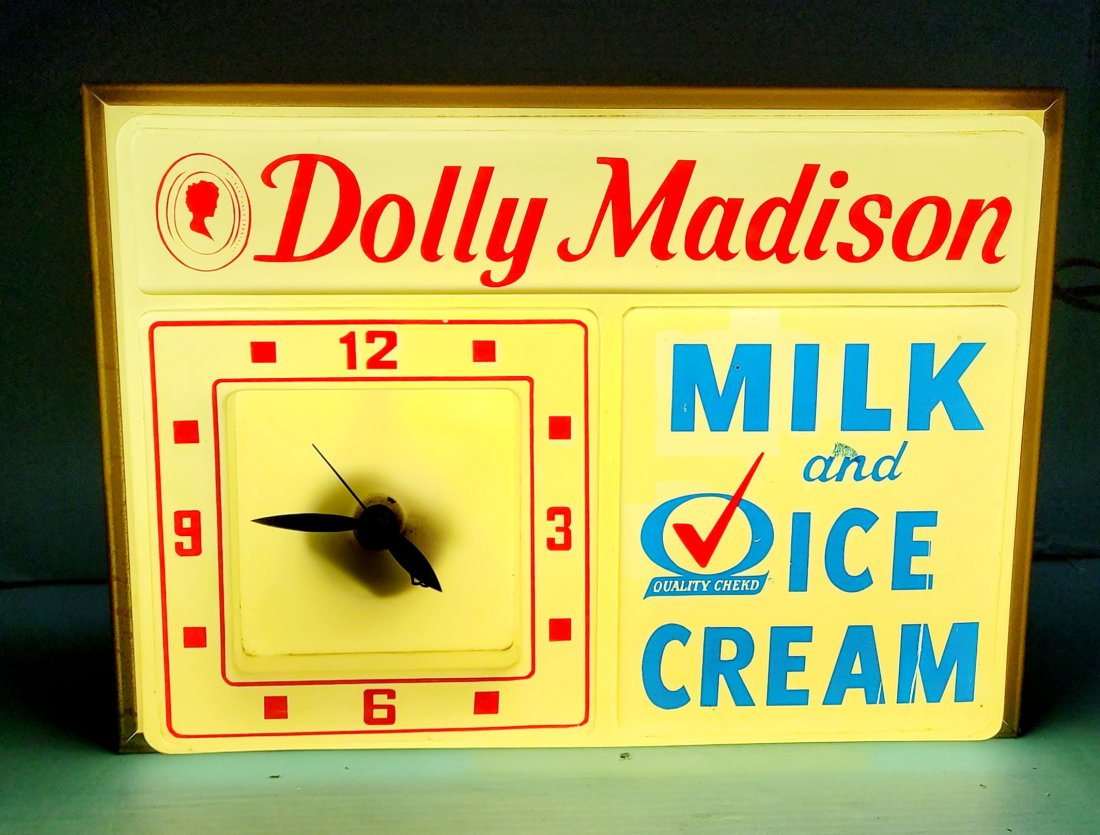 Dolly Madison
12
9
3
6
MILK
and
ICE
QUALITY CHEKD
CREAM